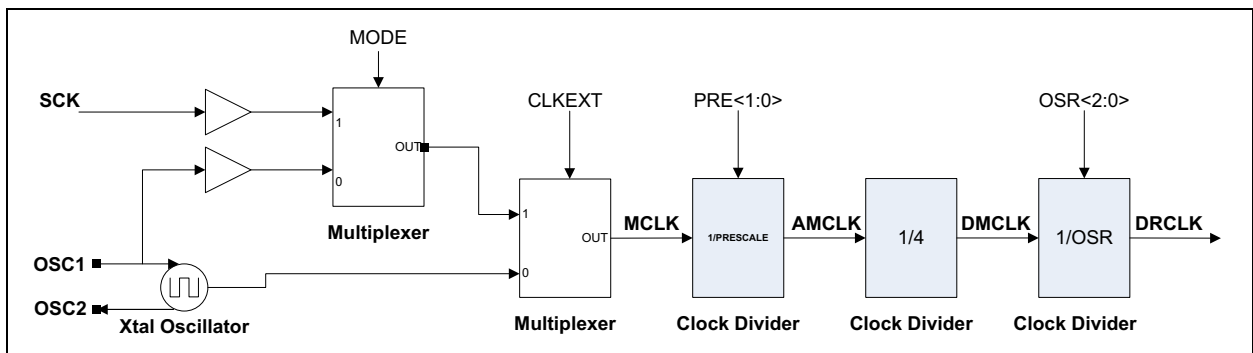 MODE
SCK
1
OUT
0
Multiplexer
CLKEXT
PRE<1:0>
OSR<2:0>
1
OUT
0
MCLK
1/PRESCALE
AMCLK
1/4
DMCLK
1/OSR
DRCLK
OSC1
OSC2
Xtal Oscillator
Multiplexer
Clock Divider
Clock Divider
Clock Divider